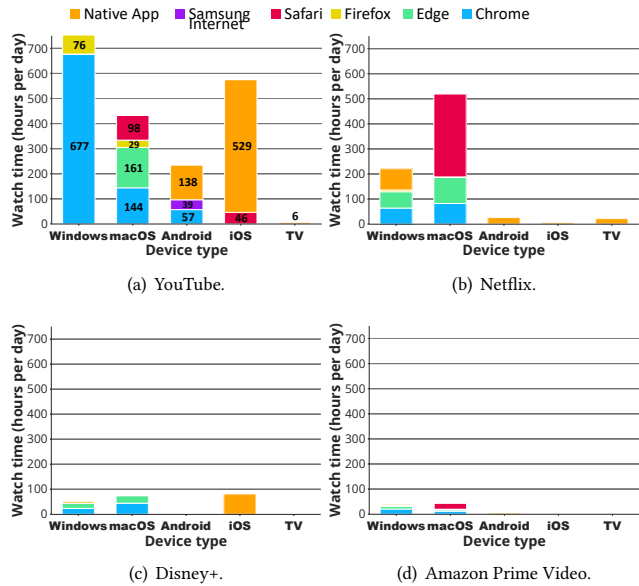 Native App Samsung Internet Safari Firefox Edge Chrome
Watch time (hours per day)
700
600
500
400
300
200
100
0
76
677
98
29
161
144
138
39
57
529
46
6
Windows macOS Android iOS TV
Device type
(a) YouTube.
Watch time (hours per day)
700
600
500
400
300
200
100
0
Windows macOS Android iOS TV
Device type
(b) Netflix.
Watch time (hours per day)
700
600
500
400
300
200
100
0
Windows macOS Android iOS TV
Device type
(c) Disney+.
Watch time (hours per day)
700
600
500
400
300
200
100
0
Windows macOS Android iOS TV
Device type
(d) Amazon Prime Video.